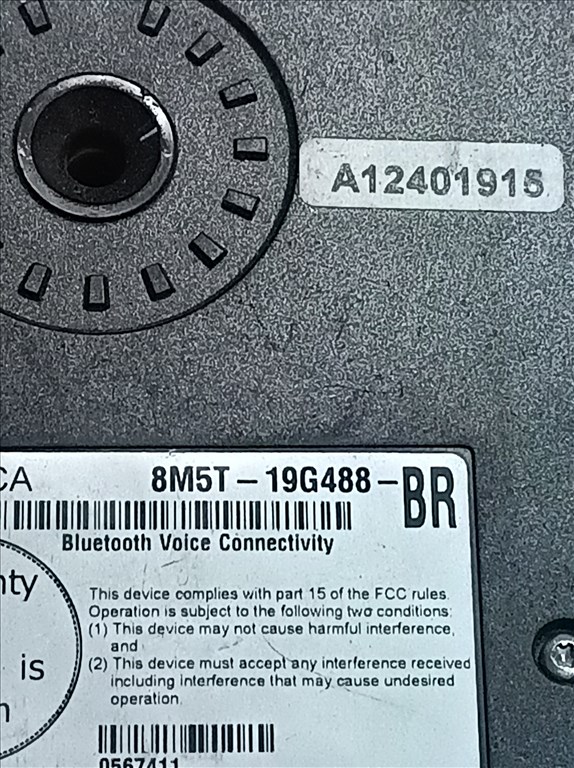 A12401915
CA
8M5T-19G488-BR
Bluetooth Voice Connectivity
nty
is
This device complies with part 15 of the FCC rules.
Operation is subject to the following two conditions:
(1) This device may not cause harmful interference,
and
(2) This device must accept any interference received
including interference that may cause undesired
operation.
0567411